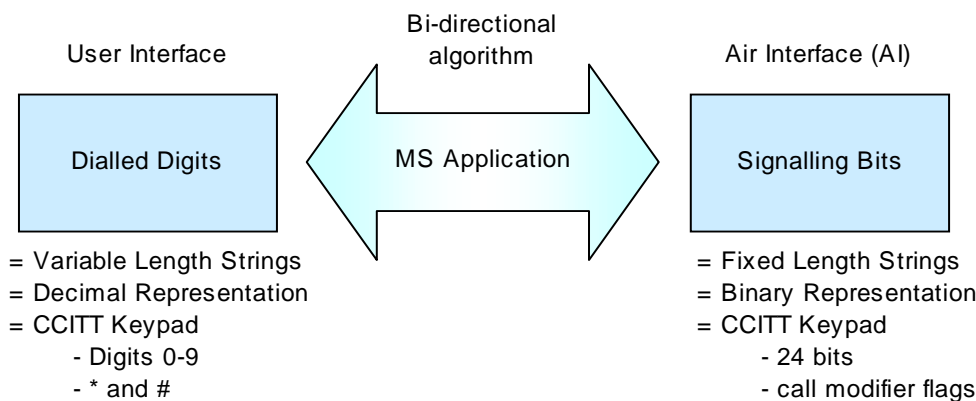 Bi-directional
algorithm
User Interface
Air Interface (AI)
Dialled Digits
MS Application
Signalling Bits
= Variable Length Strings
= Decimal Representation
= CCITT Keypad
- Digits 0-9
- * and #
= Fixed Length Strings
= Binary Representation
= CCITT Keypad
- 24 bits
- call modifier flags